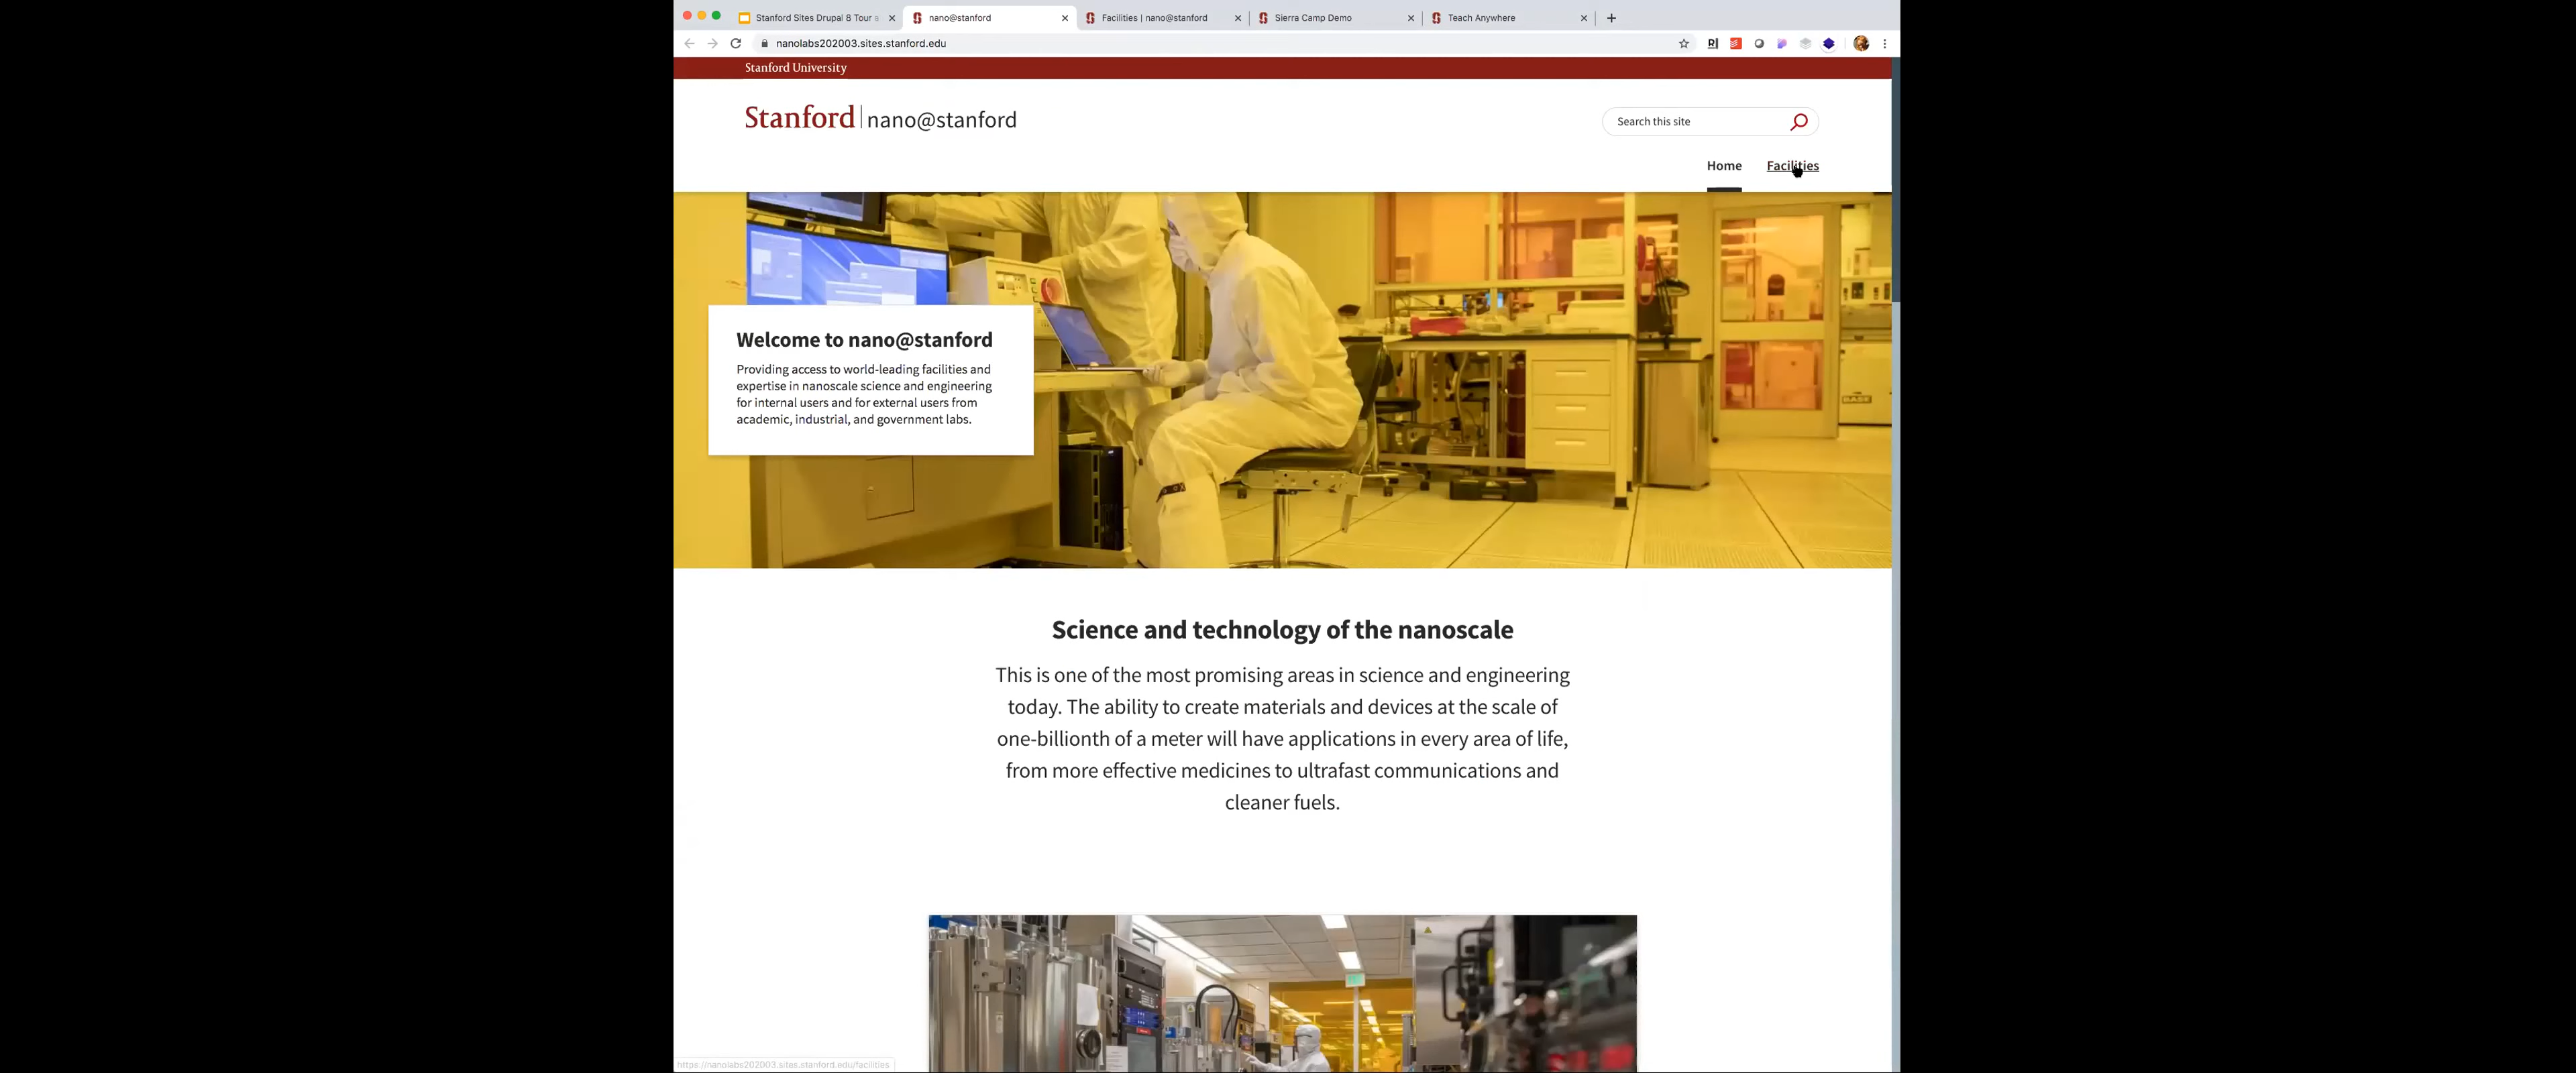 Stanford Sites Drupal 8 Tour
nano@stanford
Facilities | nano@stanford
Sierra Camp Demo
Teach Anywhere
nanolabs202003.sites.stanford.edu
Stanford University
Stanford | nano@stanford
Search this site
Home
Facilities
Welcome to nano@stanford
Providing access to world-leading facilities and
expertise in nanoscale science and engineering
for internal users and for external users from
academic, industrial, and government labs.
Science and technology of the nanoscale
This is one of the most promising areas in science and engineering
today. The ability to create materials and devices at the scale of
one-billionth of a meter will have applications in every area of life,
from more effective medicines to ultrafast communications and
cleaner fuels.
https://nanolabs202003.sites.stanford.edu/facilities